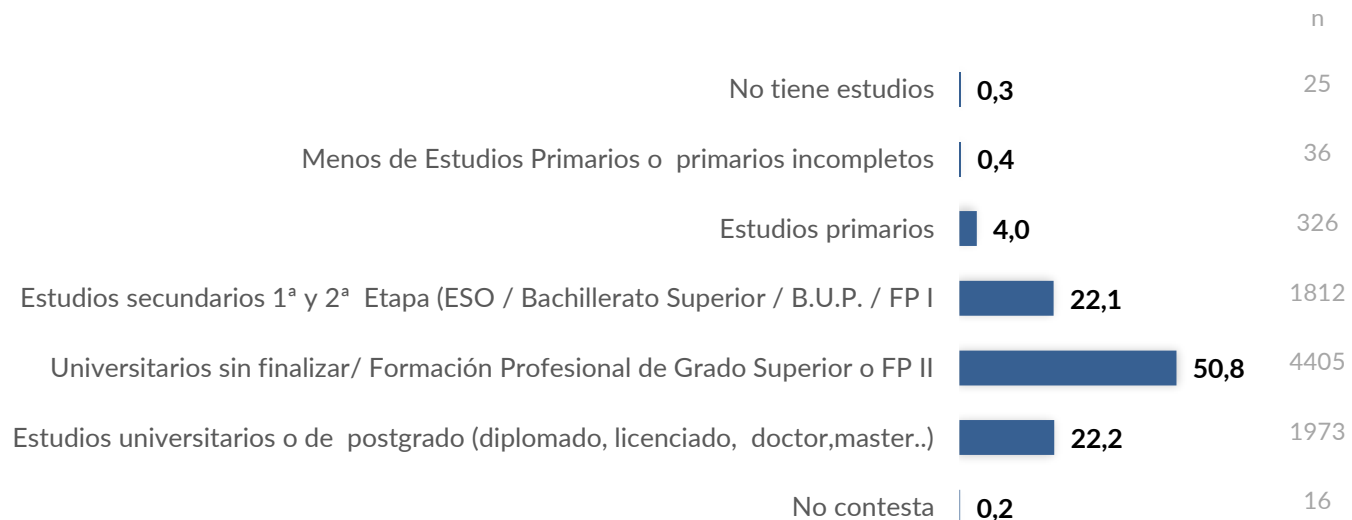 n
No tiene estudios 0,3 25
Menos de Estudios Primarios o primarios incompletos 0,4 36
Estudios primarios 4,0 326
Estudios secundarios 1ª y 2ª Etapa (ESO / Bachillerato Superior / B.U.P. / FP I 22,1 1812
Universitarios sin finalizar/ Formación Profesional de Grado Superior o FP II 50,8 4405
Estudios universitarios o de postgrado (diplomado, licenciado, doctor,master..) 22,2 1973
No contesta 0,2 16